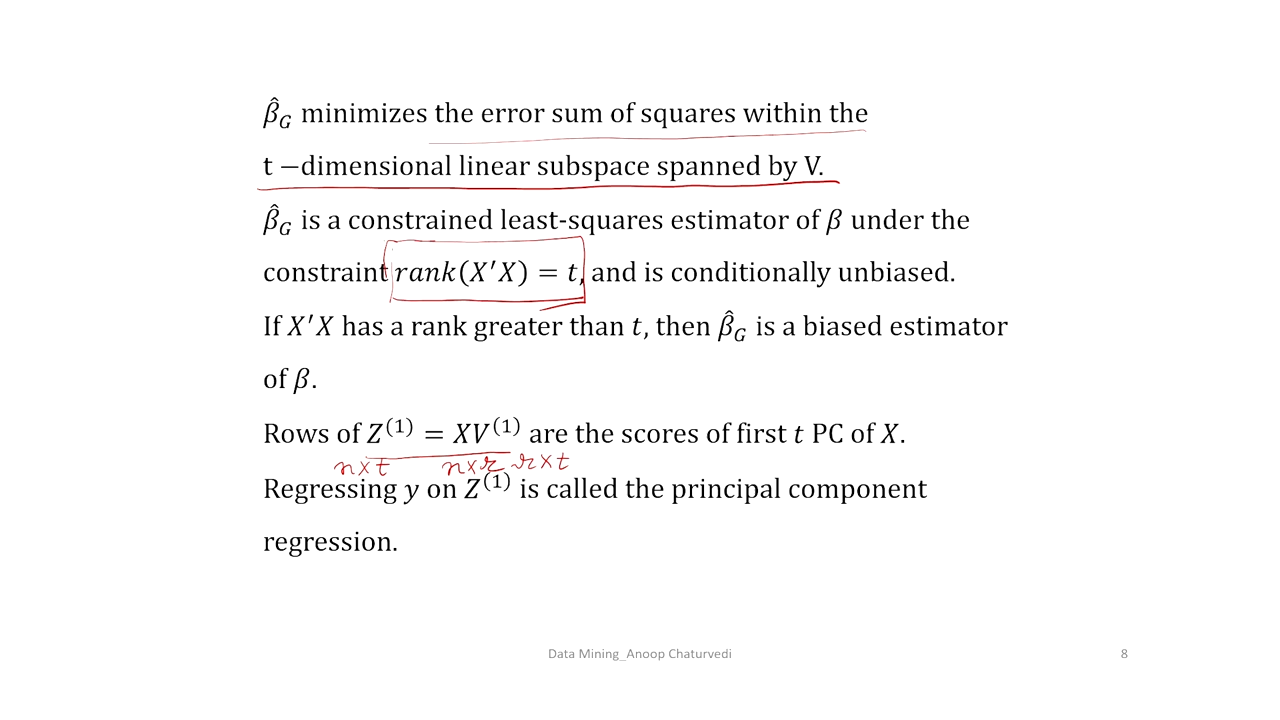 β̂_G minimizes the error sum of squares within the
t −dimensional linear subspace spanned by V.
β̂_G is a constrained least-squares estimator of β under the
constraint rank(X′X) = t, and is conditionally unbiased.
If X′X has a rank greater than t, then β̂_G is a biased estimator
of β.
Rows of Z⁽¹⁾ = XV⁽¹⁾ are the scores of first t PC of X.
n×t n×r r×t
Regressing y on Z⁽¹⁾ is called the principal component
regression.
Data Mining_Anoop Chaturvedi 8